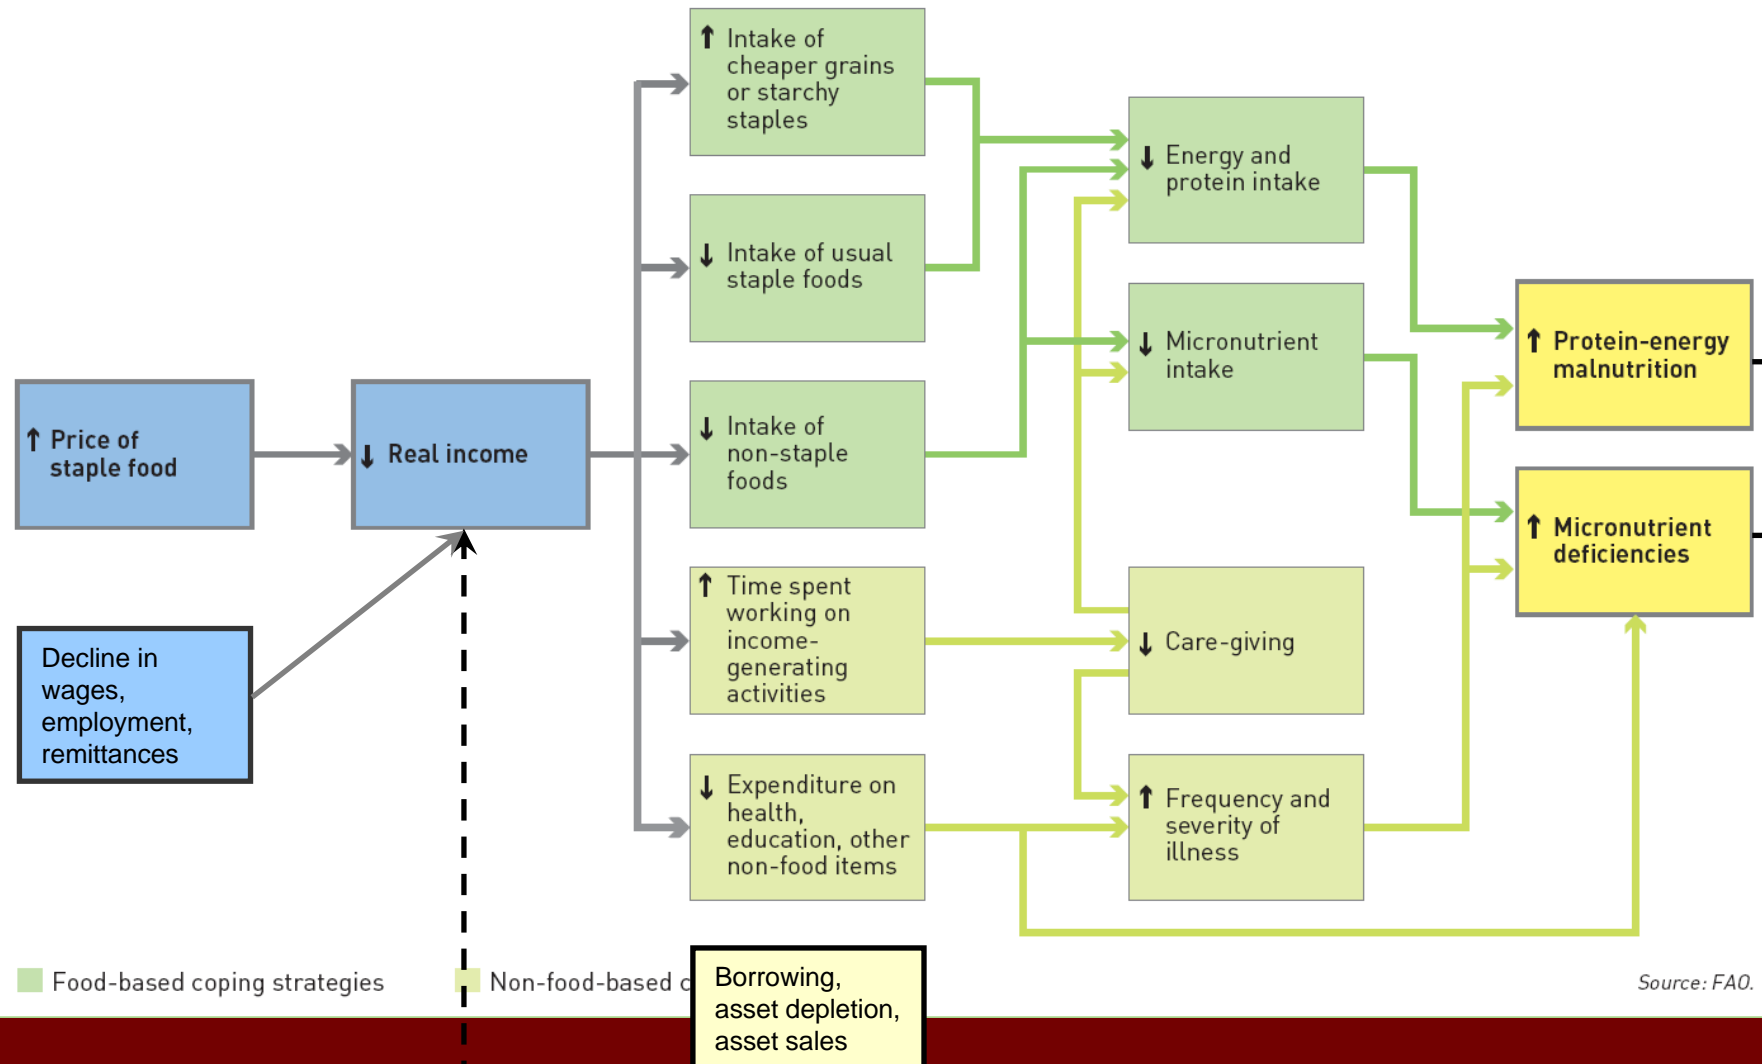 ↑ Price of
staple food
Decline in
wages,
employment,
remittances
↓ Real income
↑ Intake of
cheaper grains
or starchy
staples
↓ Intake of usual
staple foods
↓ Intake of
non-staple
foods
↑ Time spent
working on
income-
generating
activities
↓ Expenditure on
health,
education, other
non-food items
Borrowing,
asset depletion,
asset sales
↓ Energy and
protein intake
↓ Micronutrient
intake
↓ Care-giving
↑ Frequency and
severity of
illness
↑ Protein-energy
malnutrition
↑ Micronutrient
deficiencies
Food-based coping strategies
Non-food-based c
Source: FAO.